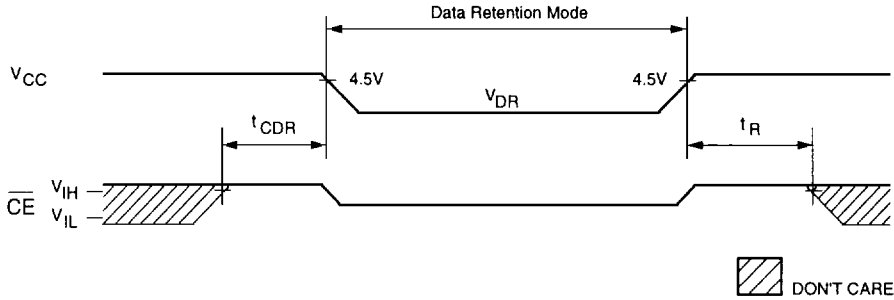 Data Retention Mode
VCC
4.5V
4.5V
VDR
tCDR
tR
VIH
CE
VIL
DON'T CARE